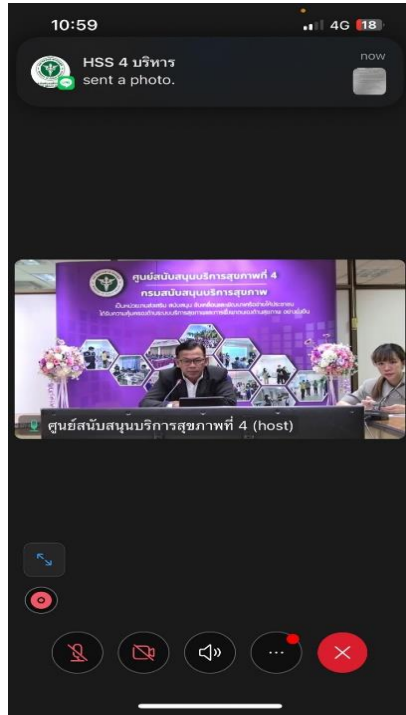 10:59
4G 18
HSS 4 บริหาร
now
sent a photo.
ศูนย์สนับสนุนบริการสุขภาพที่ 4
กรมสนับสนุนบริการสุขภาพ
ศูนย์สนับสนุนบริการสุขภาพที่ 4 (host)